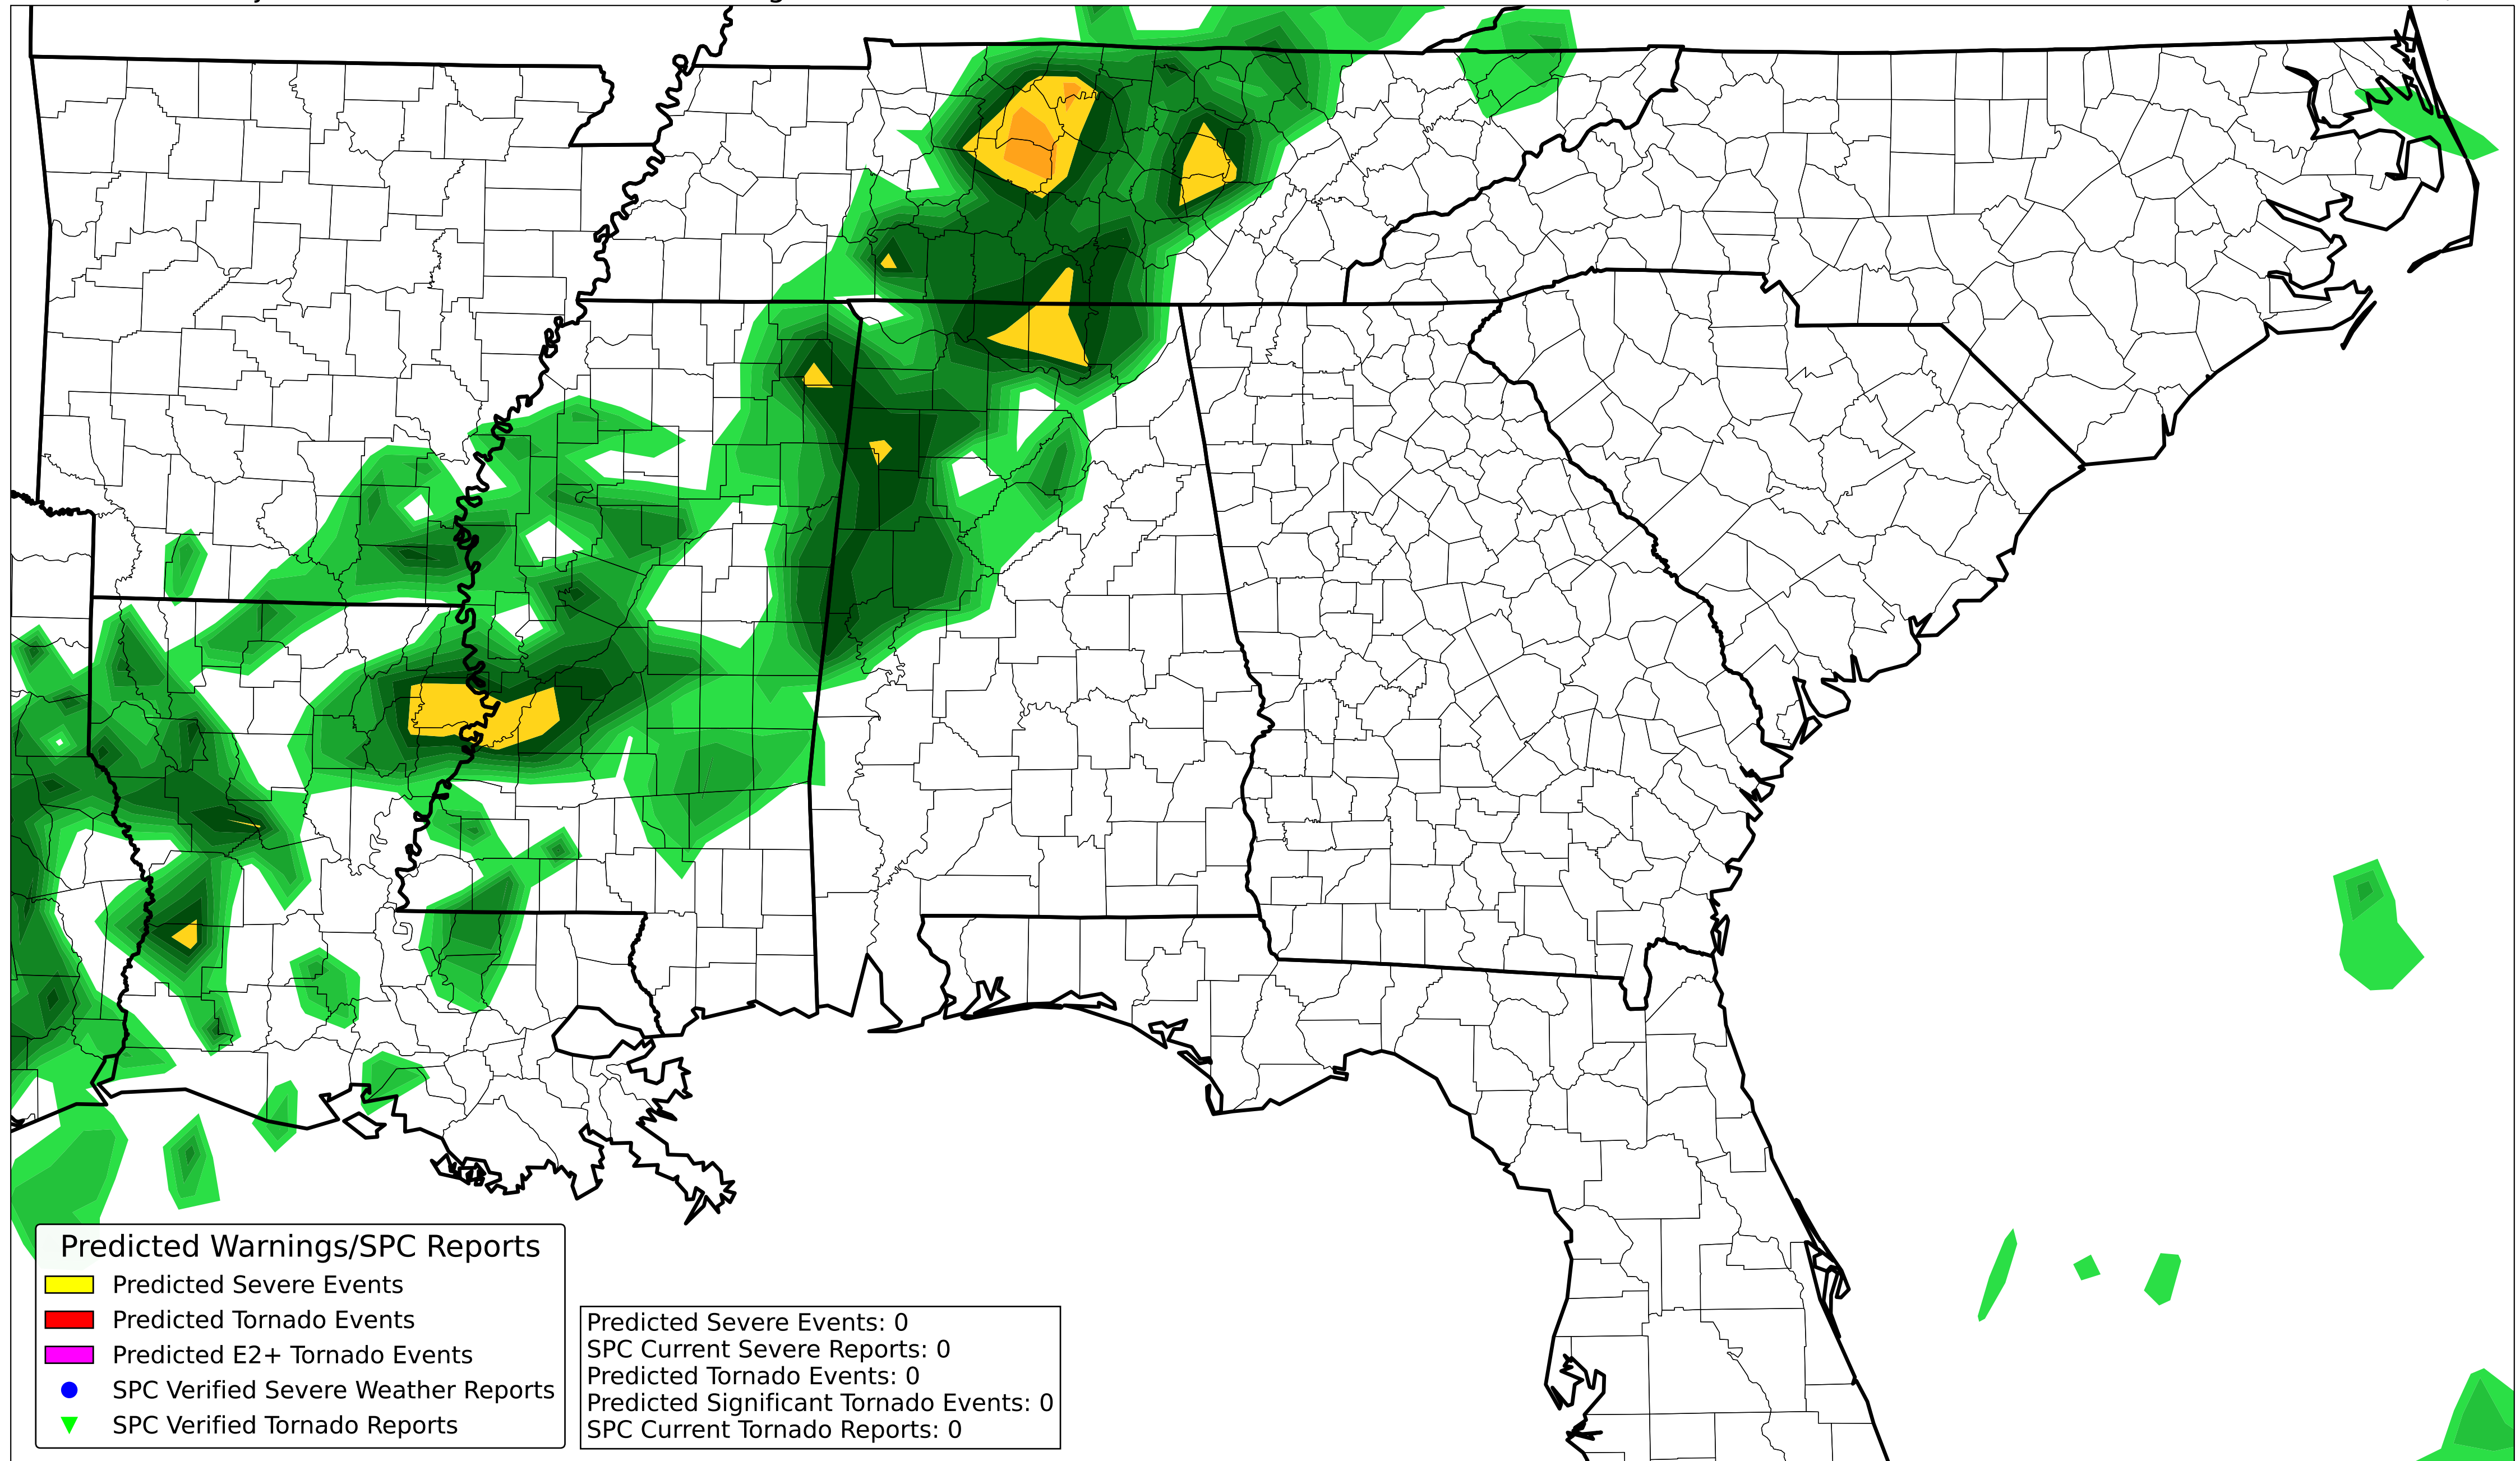 Predicted Warnings/SPC Reports
Predicted Severe Events
Predicted Tornado Events
Predicted E2+ Tornado Events
SPC Verified Severe Weather Reports
SPC Verified Tornado Reports
Predicted Severe Events: 0
SPC Current Severe Reports: 0
Predicted Tornado Events: 0
Predicted Significant Tornado Events: 0
SPC Current Tornado Reports: 0